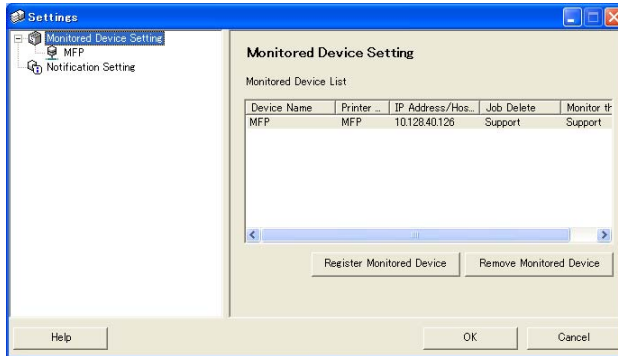 Settings
Monitored Device Setting
MFP
Notification Setting
Monitored Device Setting
Monitored Device List
Device Name Printer ... IP Address/Hos... Job Delete Monitor th
MFP MFP 10.128.40.126 Support Support
Register Monitored Device Remove Monitored Device
Help OK Cancel